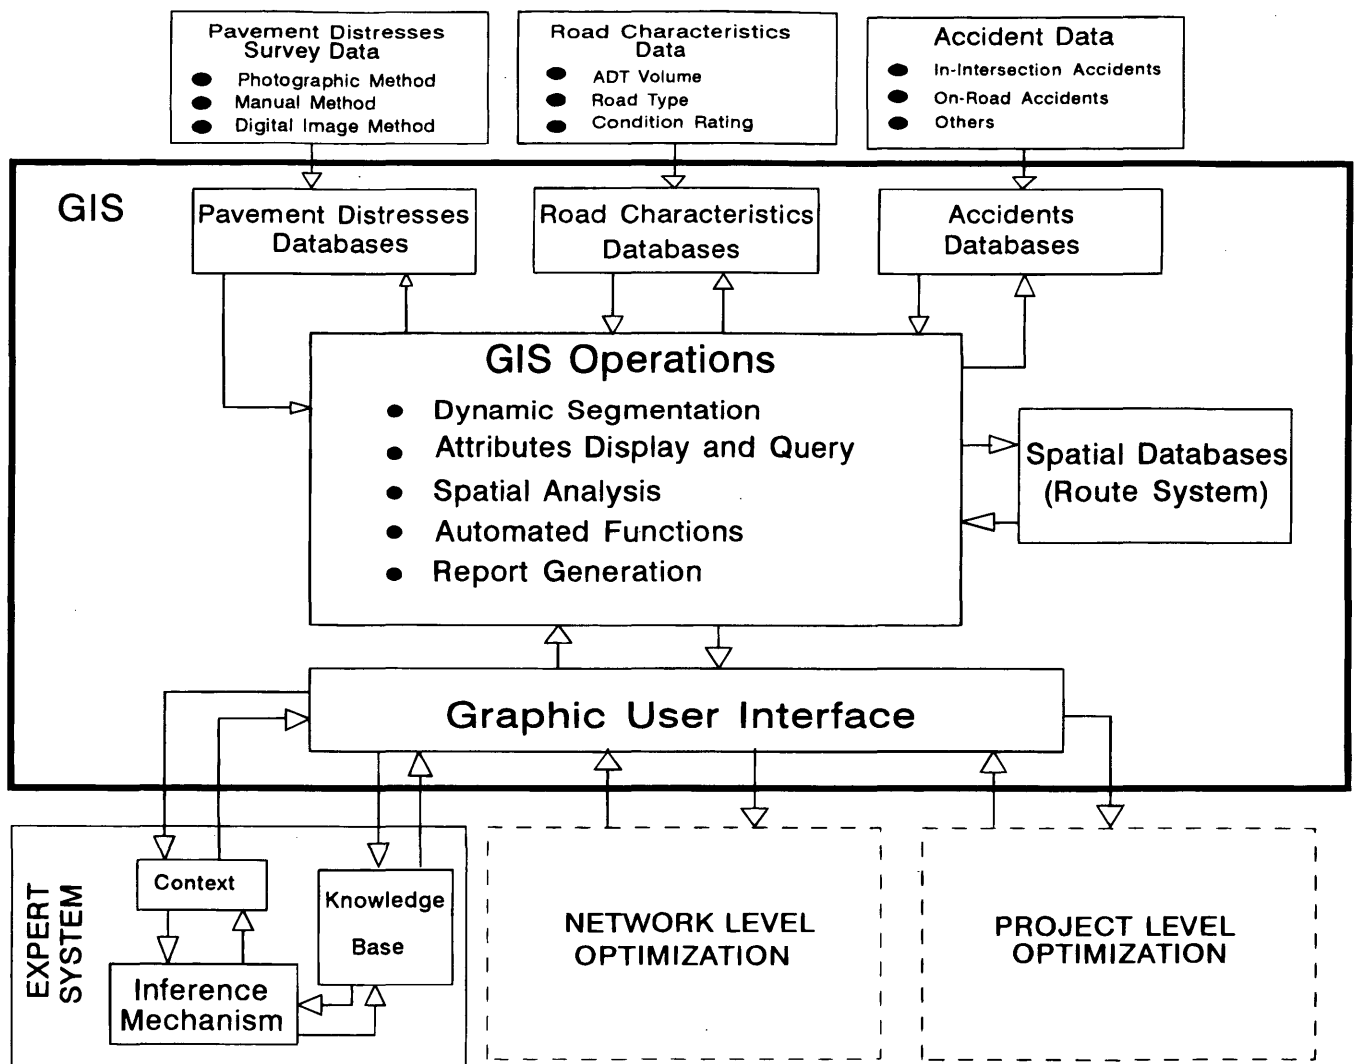 Pavement Distresses
Survey Data
Photographic Method
Manual Method
Digital Image Method
Road Characteristics
Data
ADT Volume
Road Type
Condition Rating
Accident Data
In-Intersection Accidents
On-Road Accidents
Others
GIS
Pavement Distresses
Databases
Road Characteristics
Databases
Accidents
Databases
GIS Operations
Dynamic Segmentation
Attributes Display and Query
Spatial Analysis
Automated Functions
Report Generation
Spatial Databases
(Route System)
Graphic User Interface
EXPERT
SYSTEM
Context
Knowledge
Base
Inference
Mechanism
NETWORK LEVEL
OPTIMIZATION
PROJECT LEVEL
OPTIMIZATION